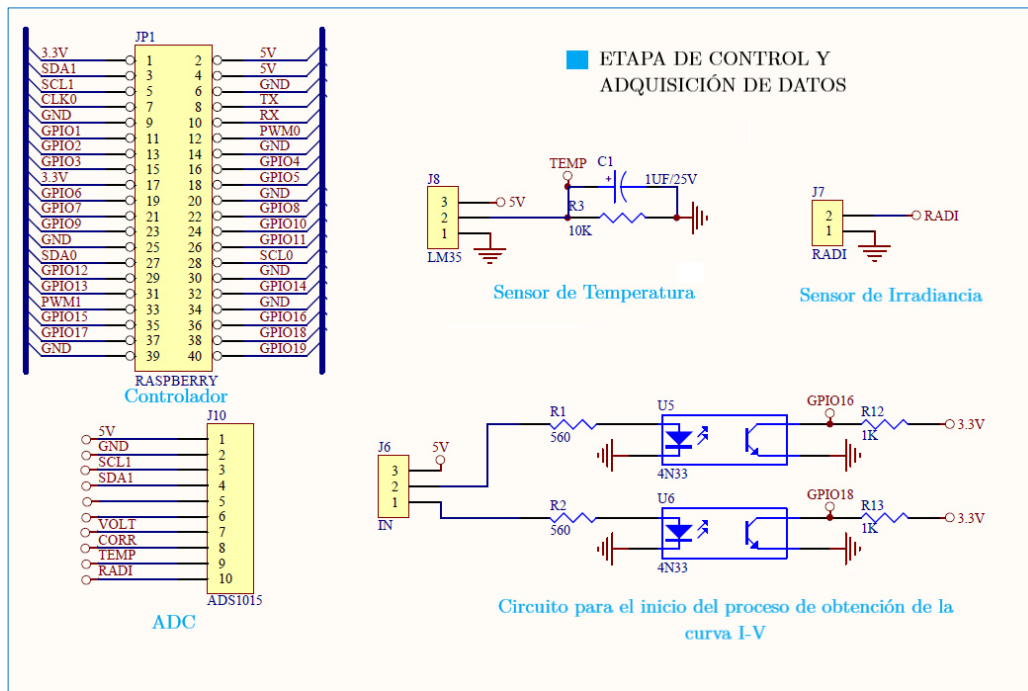 ETAPA DE CONTROL Y
ADQUISICIÓN DE DATOS
JP1
3.3V 1 2 5V
SDA1 3 4 5V
SCL1 5 6 GND
CLK0 7 8 TX
GND 9 10 RX
GPIO1 11 12 PWM0
GPIO2 13 14 GND
GPIO3 15 16 GPIO4
3.3V 17 18 GPIO5
GPIO6 19 20 GND
GPIO7 21 22 GPIO8
GPIO9 23 24 GPIO10
GND 25 26 GPIO11
SDA0 27 28 SCL0
GPIO12 29 30 GND
GPIO13 31 32 GPIO14
PWM1 33 34 GND
GPIO15 35 36 GPIO16
GPIO17 37 38 GPIO18
GND 39 40 GPIO19
RASPBERRY
Controlador
TEMP
C1
+
1UF/25V
J8
3 5V
2
1
LM35
R3
10K
Sensor de Temperatura
J7
2 RADI
1
RADI
Sensor de Irradiancia
J10
5V 1
GND 2
SCL1 3
SDA1 4
5
6
VOLT 7
CORR 8
TEMP 9
RADI 10
ADS1015
ADC
J6
3 5V
2
1
IN
R1
560
U5
4N33
GPIO16
R12
1K
3.3V
R2
560
U6
4N33
GPIO18
R13
1K
3.3V
Circuito para el inicio del proceso de obtención de la
curva I-V